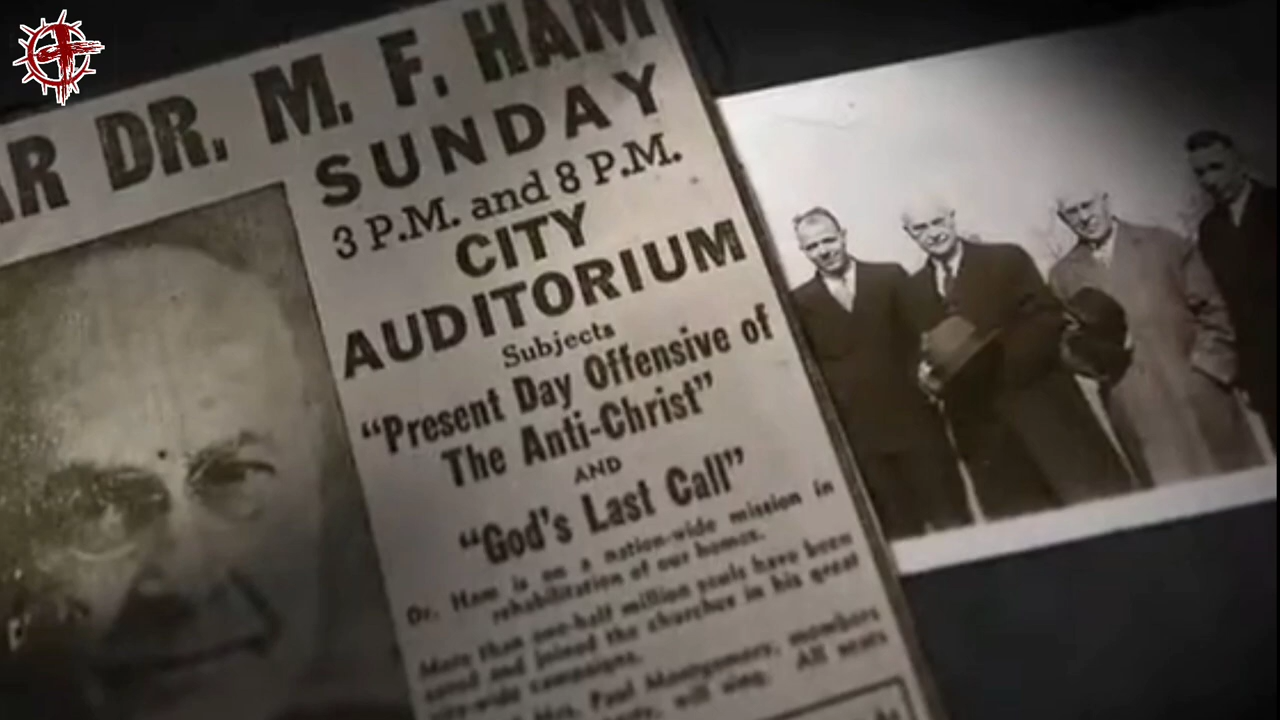 AR DR. M. F. HAM
SUNDAY
3 P.M. and 8 P.M.
CITY
AUDITORIUM
Subjects
“Present Day Offensive of
The Anti-Christ”
AND
“God's Last Call”
Dr. Ham is on a nation-wide mission in
rehabilitation of our homes.
More than one-half million souls have been
saved and joined the churches in his great
city-wide campaigns.
Mrs. Paul Montgomery, members
will sing. All seats